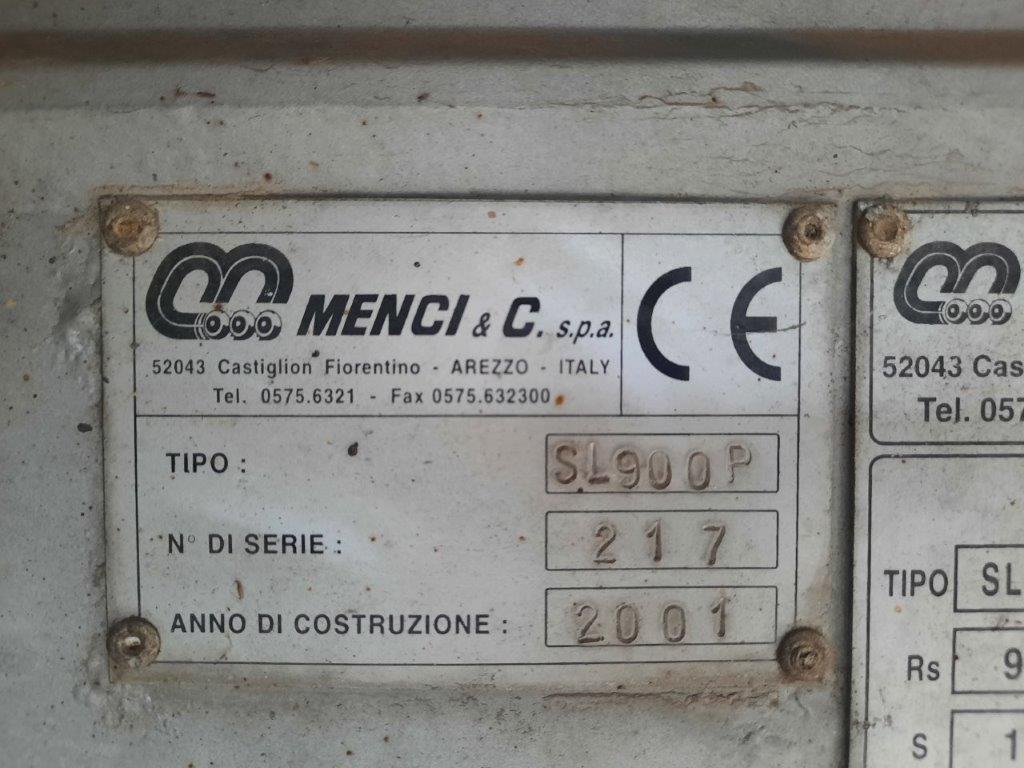 MENCI & C. s.p.a.
CE
52043 Castiglion Fiorentino - AREZZO - ITALY
Tel. 0575.6321 - Fax 0575.632300
TIPO : SL900P
N° DI SERIE : 217
ANNO DI COSTRUZIONE : 2001
52043 Cas
Tel. 057
TIPO SL
Rs 9
S 1